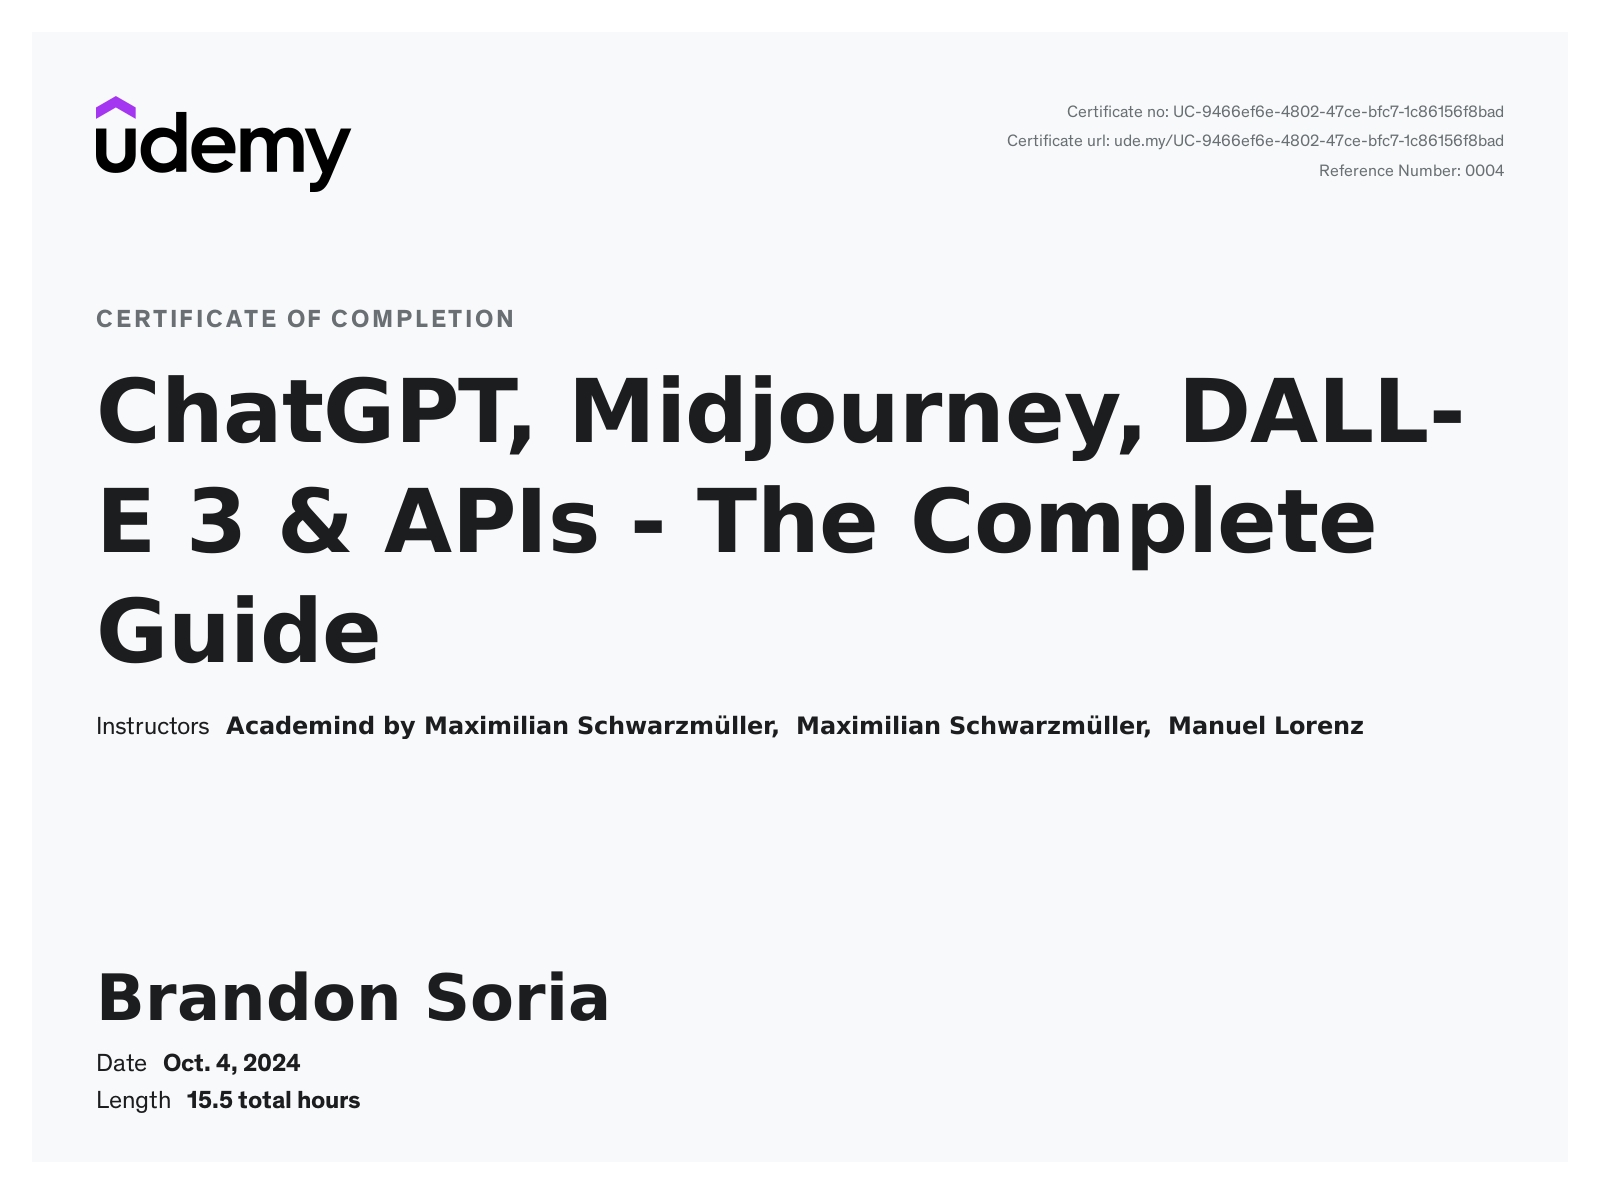 udemy
Certificate no: UC-9466ef6e-4802-47ce-bfc7-1c86156f8bad
Certificate url: ude.my/UC-9466ef6e-4802-47ce-bfc7-1c86156f8bad
Reference Number: 0004
CERTIFICATE OF COMPLETION
ChatGPT, Midjourney, DALL-
E 3 & APIs - The Complete
Guide
Instructors Academind by Maximilian Schwarzmüller, Maximilian Schwarzmüller, Manuel Lorenz
Brandon Soria
Date Oct. 4, 2024
Length 15.5 total hours